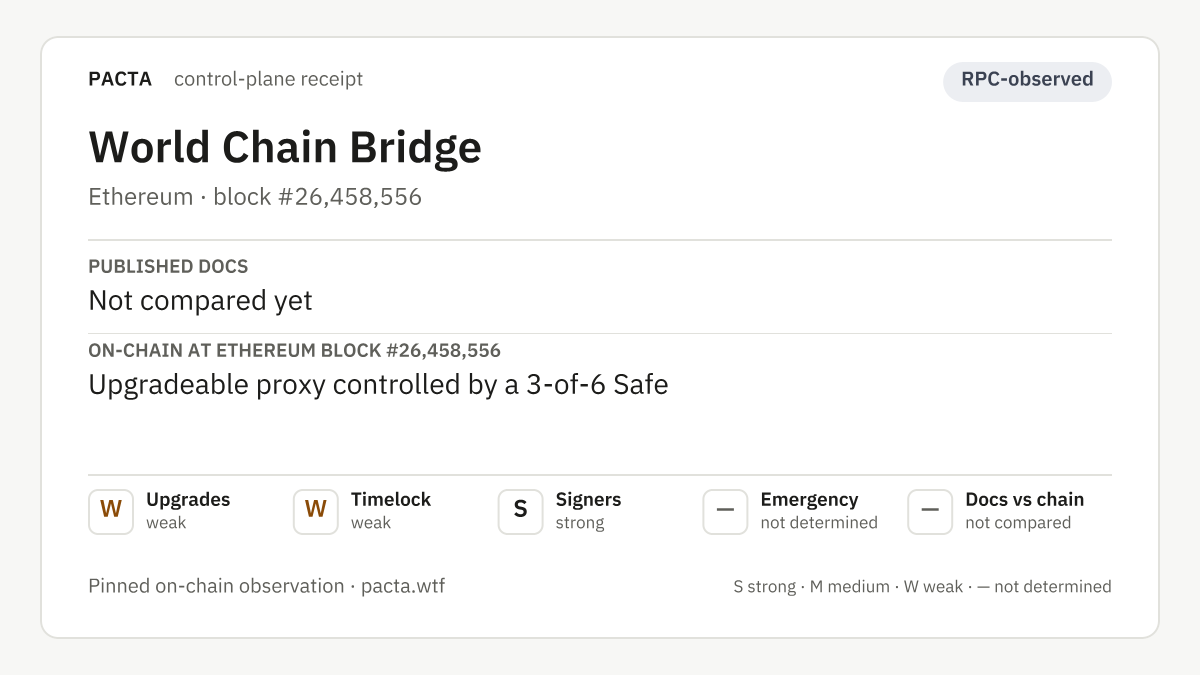 PACTA control-plane receipt
RPC-observed
World Chain Bridge
Ethereum · block #26,458,556
PUBLISHED DOCS
Not compared yet
ON-CHAIN AT ETHEREUM BLOCK #26,458,556
Upgradeable proxy controlled by a 3-of-6 Safe
W Upgrades
weak
W Timelock
weak
S Signers
strong
— Emergency
not determined
— Docs vs chain
not compared
Pinned on-chain observation · pacta.wtf
S strong · M medium · W weak · — not determined